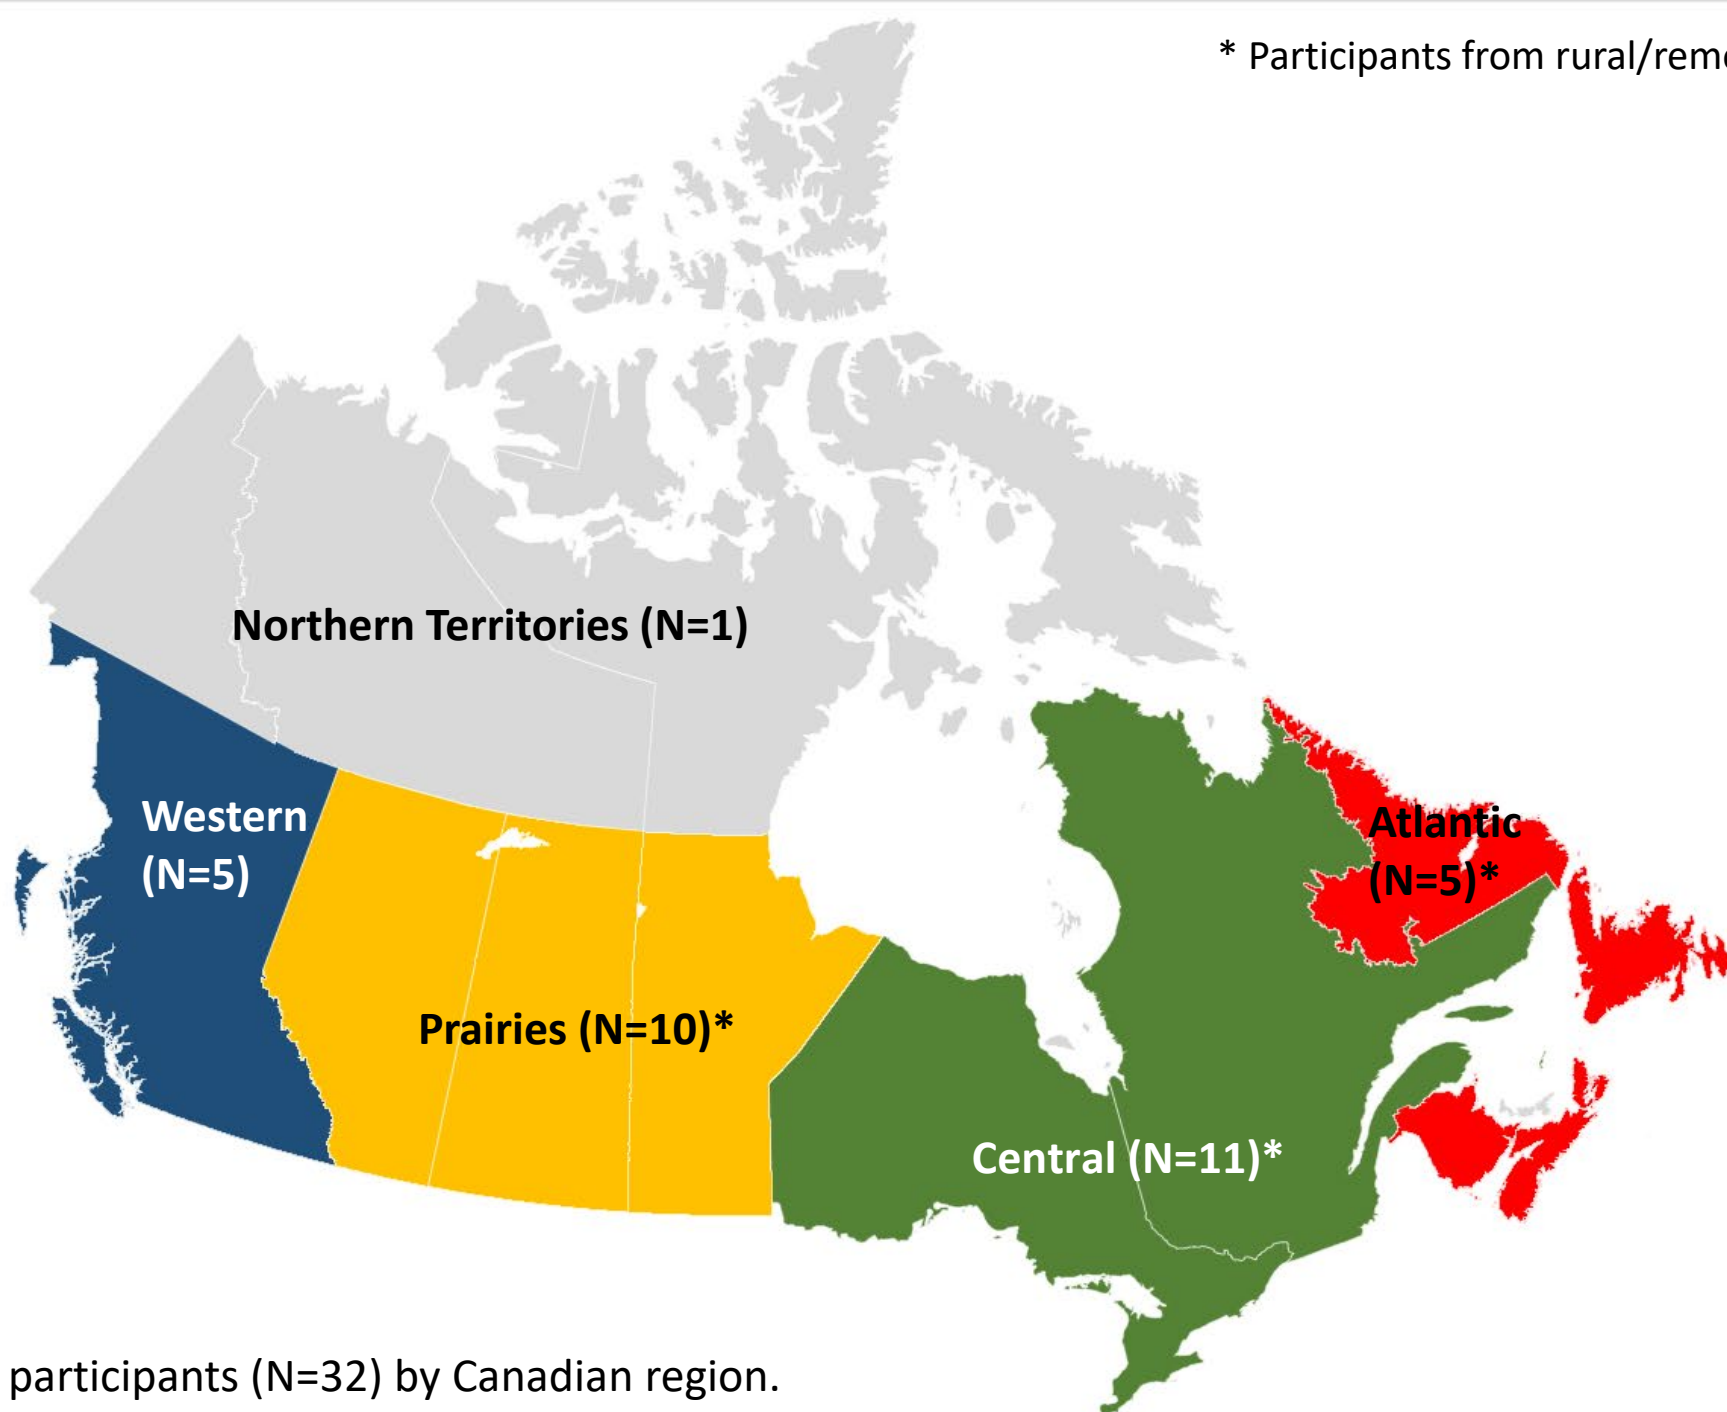 * Participants from rural/remo
Northern Territories (N=1)
Western
(N=5)
Atlantic
(N=5)*
Prairies (N=10)*
Central (N=11)*
participants (N=32) by Canadian region.